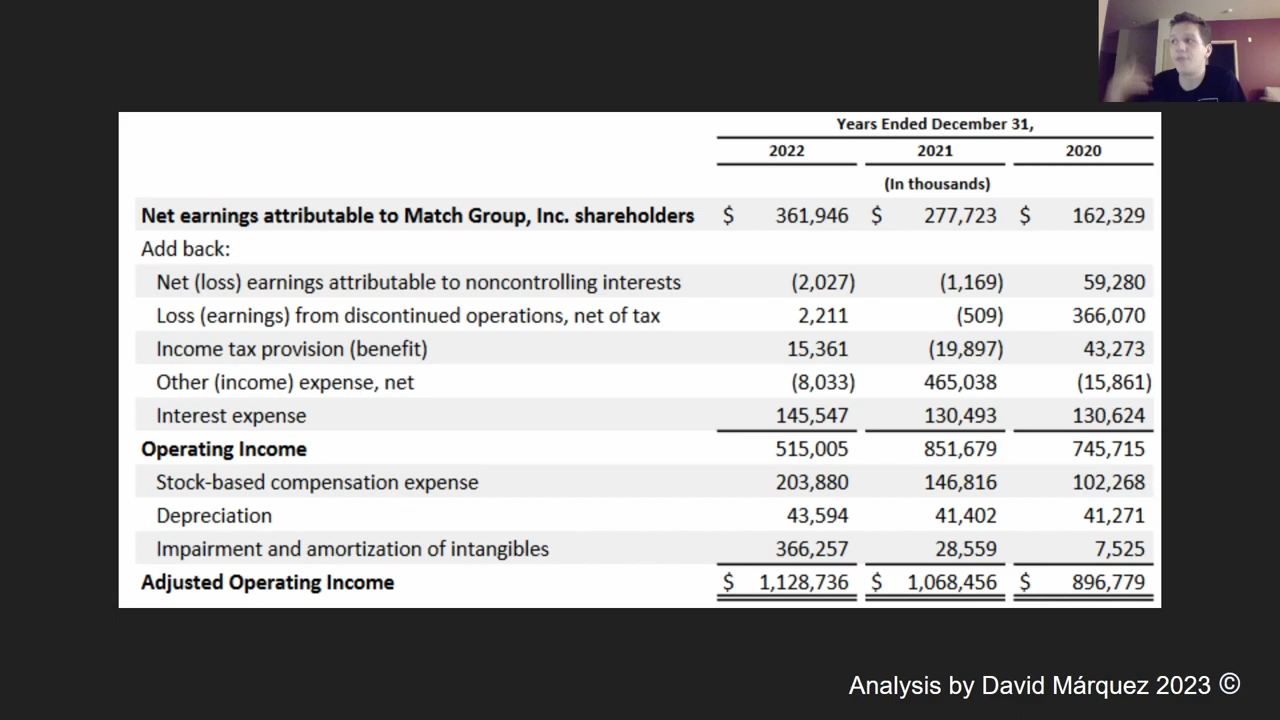 Years Ended December 31,
2022 2021 2020
(In thousands)
Net earnings attributable to Match Group, Inc. shareholders $ 361,946 $ 277,723 $ 162,329
Add back:
Net (loss) earnings attributable to noncontrolling interests (2,027) (1,169) 59,280
Loss (earnings) from discontinued operations, net of tax 2,211 (509) 366,070
Income tax provision (benefit) 15,361 (19,897) 43,273
Other (income) expense, net (8,033) 465,038 (15,861)
Interest expense 145,547 130,493 130,624
Operating Income 515,005 851,679 745,715
Stock-based compensation expense 203,880 146,816 102,268
Depreciation 43,594 41,402 41,271
Impairment and amortization of intangibles 366,257 28,559 7,525
Adjusted Operating Income $ 1,128,736 $ 1,068,456 $ 896,779
Analysis by David Márquez 2023 ©